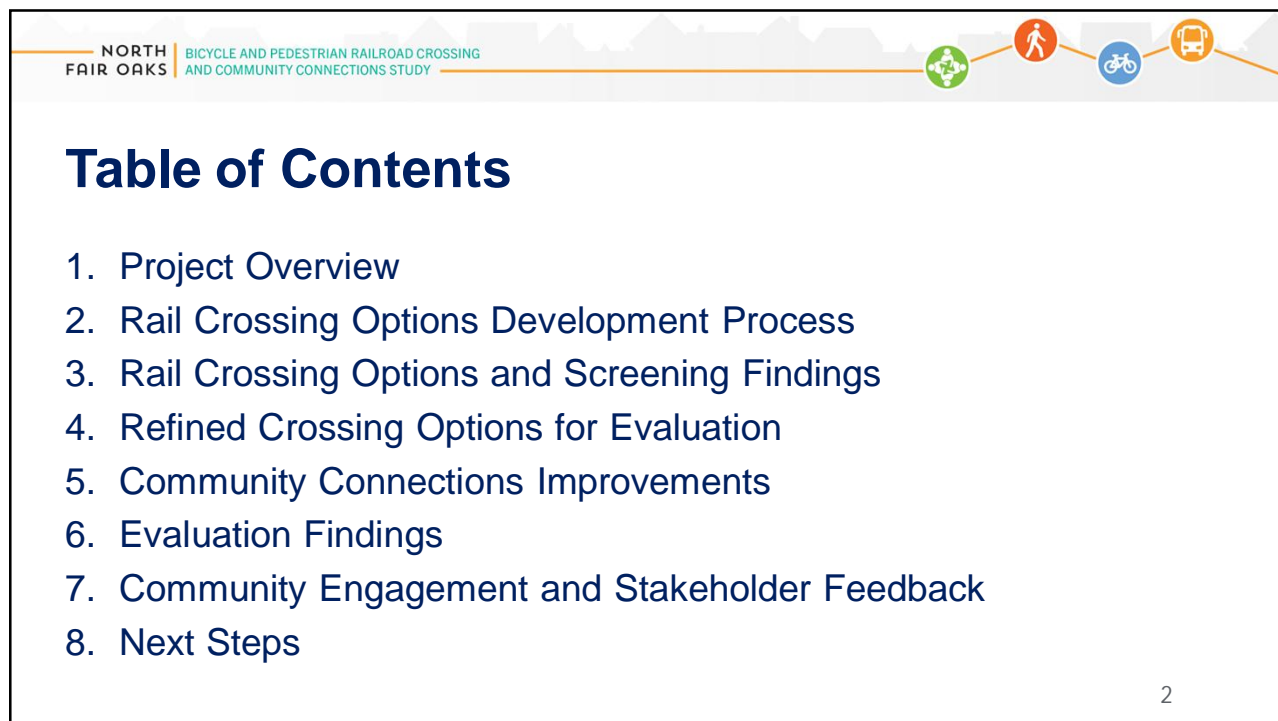 NORTH
FAIR OAKS
BICYCLE AND PEDESTRIAN RAILROAD CROSSING
AND COMMUNITY CONNECTIONS STUDY
Table of Contents
1. Project Overview
2. Rail Crossing Options Development Process
3. Rail Crossing Options and Screening Findings
4. Refined Crossing Options for Evaluation
5. Community Connections Improvements
6. Evaluation Findings
7. Community Engagement and Stakeholder Feedback
8. Next Steps
2